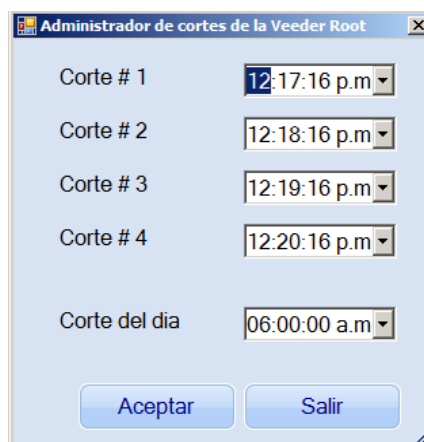 Administrador de cortes de la Veeder Root
Corte # 1 12:17:16 p.m
Corte # 2 12:18:16 p.m
Corte # 3 12:19:16 p.m
Corte # 4 12:20:16 p.m
Corte del dia 06:00:00 a.m
Aceptar Salir